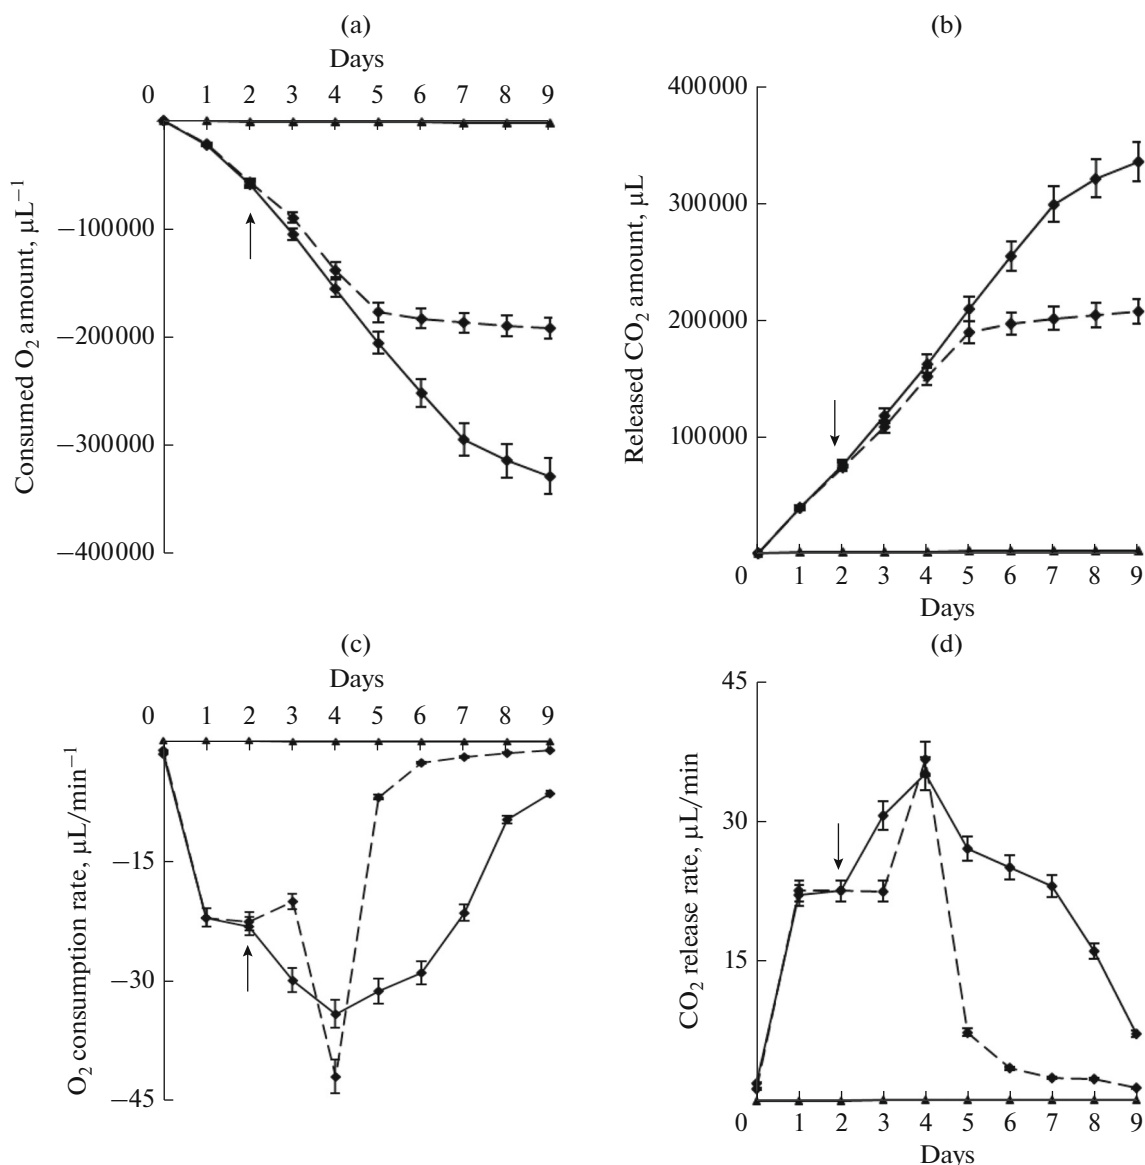 (a)
Days
0 1 2 3 4 5 6 7 8 9
−100000
−200000
−300000
−400000
Consumed O₂ amount, μL⁻¹
(b)
400000
300000
200000
100000
0 1 2 3 4 5 6 7 8 9
Days
Released CO₂ amount, μL
(c)
Days
0 1 2 3 4 5 6 7 8 9
−15
−30
−45
O₂ consumption rate, μL/min⁻¹
(d)
45
30
15
0 1 2 3 4 5 6 7 8 9
Days
CO₂ release rate, μL/min